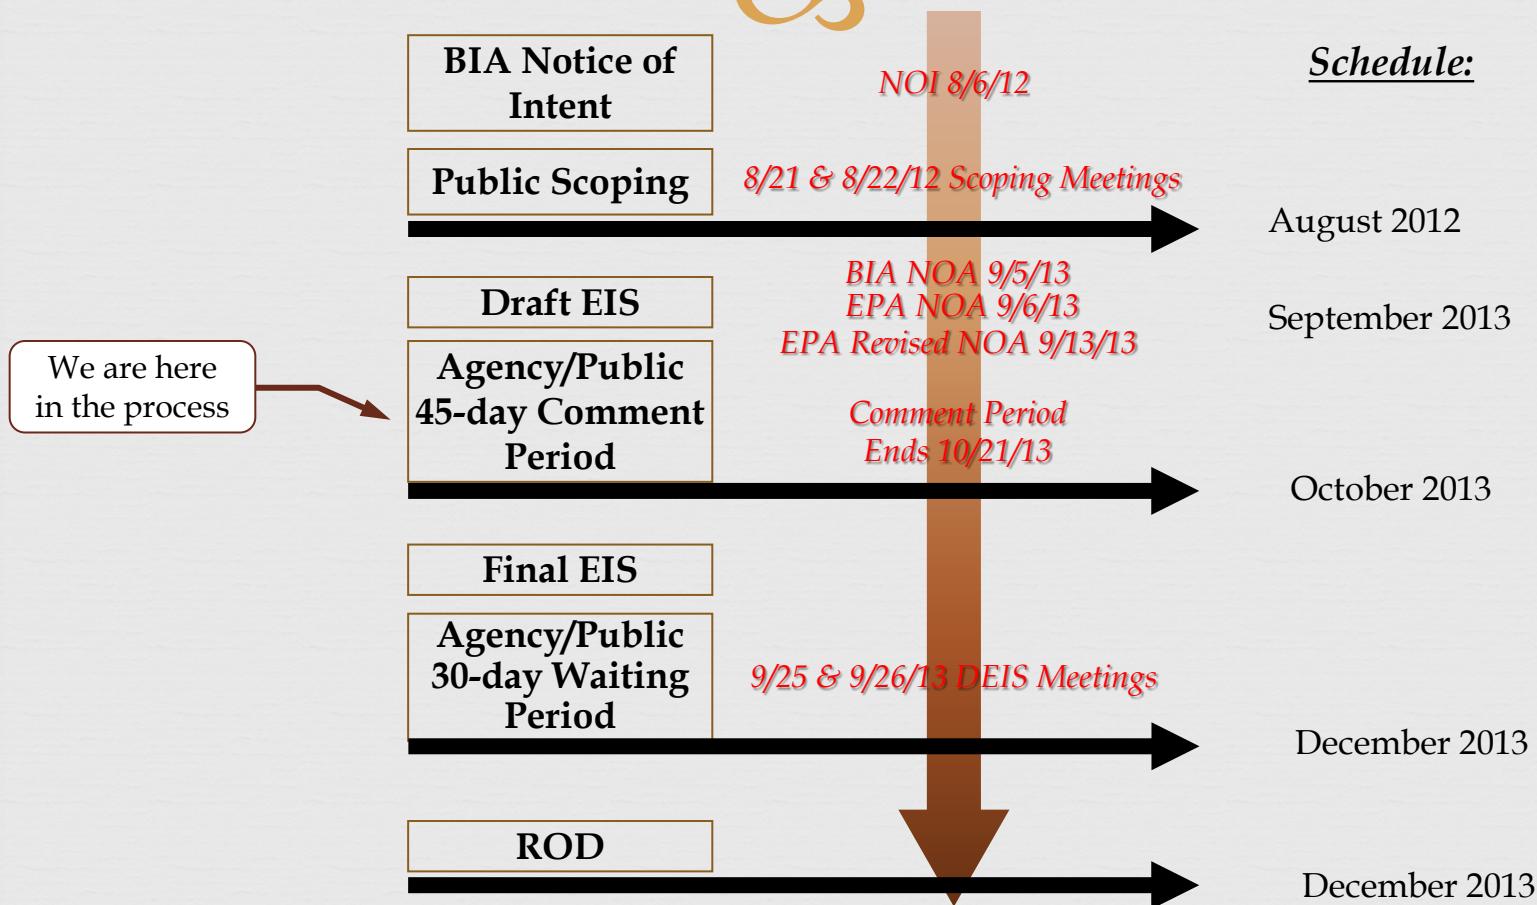 Schedule:
BIA Notice of
Intent
NOI 8/6/12
Public Scoping
8/21 & 8/22/12 Scoping Meetings
August 2012
Draft EIS
BIA NOA 9/5/13
EPA NOA 9/6/13
EPA Revised NOA 9/13/13
September 2013
We are here
in the process
Agency/Public
45-day Comment
Period
Comment Period
Ends 10/21/13
October 2013
Final EIS
Agency/Public
30-day Waiting
Period
9/25 & 9/26/13 DEIS Meetings
December 2013
ROD
December 2013